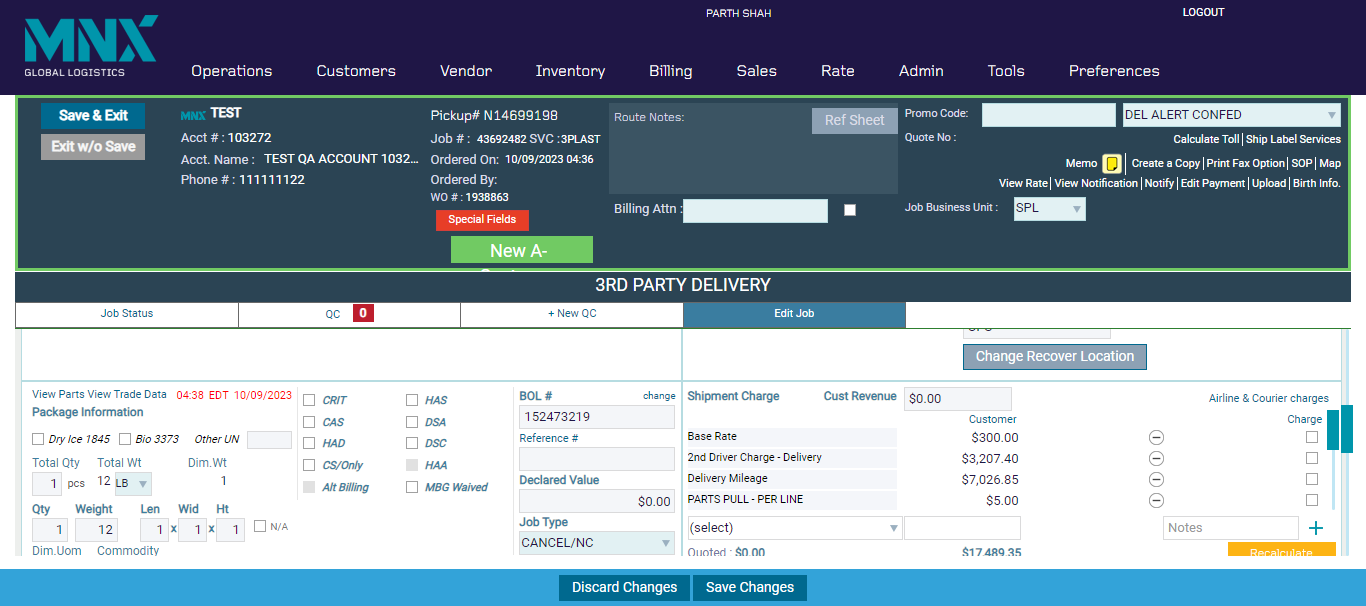 MNX
GLOBAL LOGISTICS
PARTH SHAH
LOGOUT
Operations Customers Vendor Inventory Billing Sales Rate Admin Tools Preferences
Save & Exit
Exit w/o Save
MNX TEST
Acct # : 103272
Acct. Name : TEST QA ACCOUNT 1032...
Phone # : 111111122
Pickup# N14699198
Job # : 43692482 SVC :3PLAST
Ordered On: 10/09/2023 04:36
Ordered By:
WO # : 1938863
Special Fields
New A-
Route Notes:
Ref Sheet
Billing Attn :
Promo Code:
DEL ALERT CONFED
Quote No :
Calculate Toll| Ship Label Services
Memo
Create a Copy| Print Fax Option| SOP| Map
View Rate| View Notification| Notify| Edit Payment| Upload| Birth Info.
Job Business Unit :
SPL
3RD PARTY DELIVERY
Job Status
QC 0
+ New QC
Edit Job
Change Recover Location
View Parts View Trade Data 04:38 EDT 10/09/2023
Package Information
Dry Ice 1845 Bio 3373 Other UN
Total Qty Total Wt Dim.Wt
1 pcs 12 LB 1
Qty Weight Len Wid Ht
1 12 1 x 1 x 1 N/A
Dim.Uom Commodity
CRIT HAS
CAS DSA
HAD DSC
CS/Only HAA
Alt Billing MBG Waived
BOL # change
152473219
Reference #
Declared Value
$0.00
Job Type
CANCEL/NC
Shipment Charge Cust Revenue $0.00
Airline & Courier charges
Customer Charge
Base Rate $300.00
2nd Driver Charge - Delivery $3,207.40
Delivery Mileage $7,026.85
PARTS PULL - PER LINE $5.00
(select) Notes +
Quoted : $0.00 $17,489.35
Recalculate
Discard Changes
Save Changes